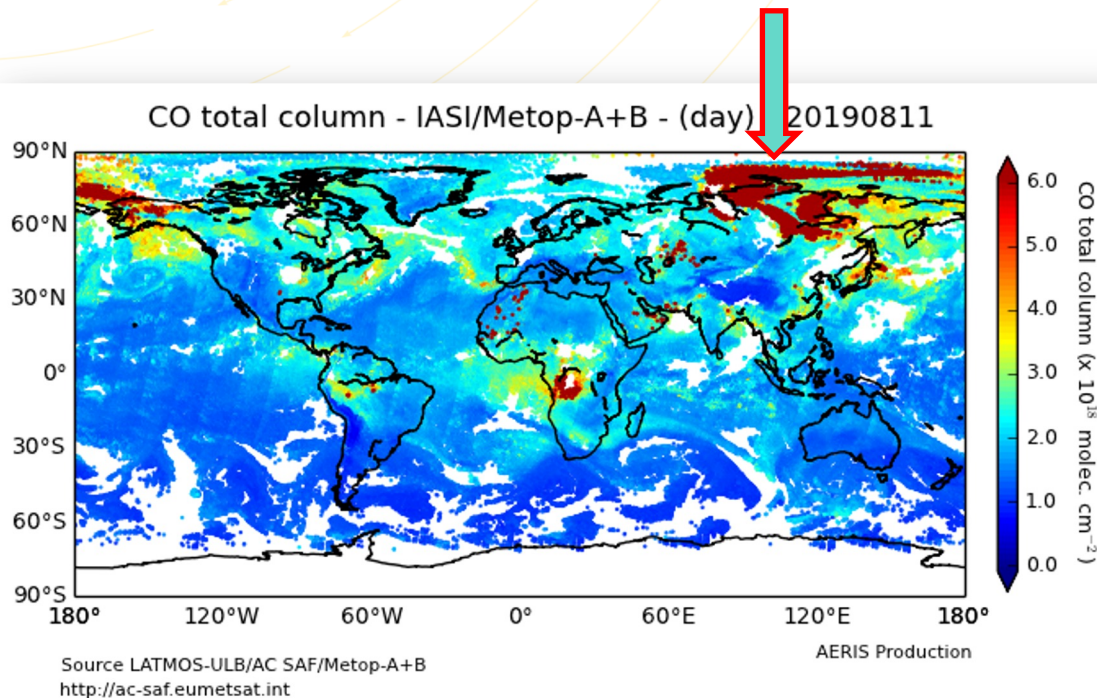 CO total column - IASI/Metop-A+B - (day) 20190811
90°N
60°N
30°N
0°
30°S
60°S
90°S
180°
120°W
60°W
0°
60°E
120°E
180°
6.0
5.0
4.0
3.0
2.0
1.0
0.0
CO total column (x 10¹⁸ molec. cm⁻²)
AERIS Production
Source LATMOS-ULB/AC SAF/Metop-A+B
http://ac-saf.eumetsat.int